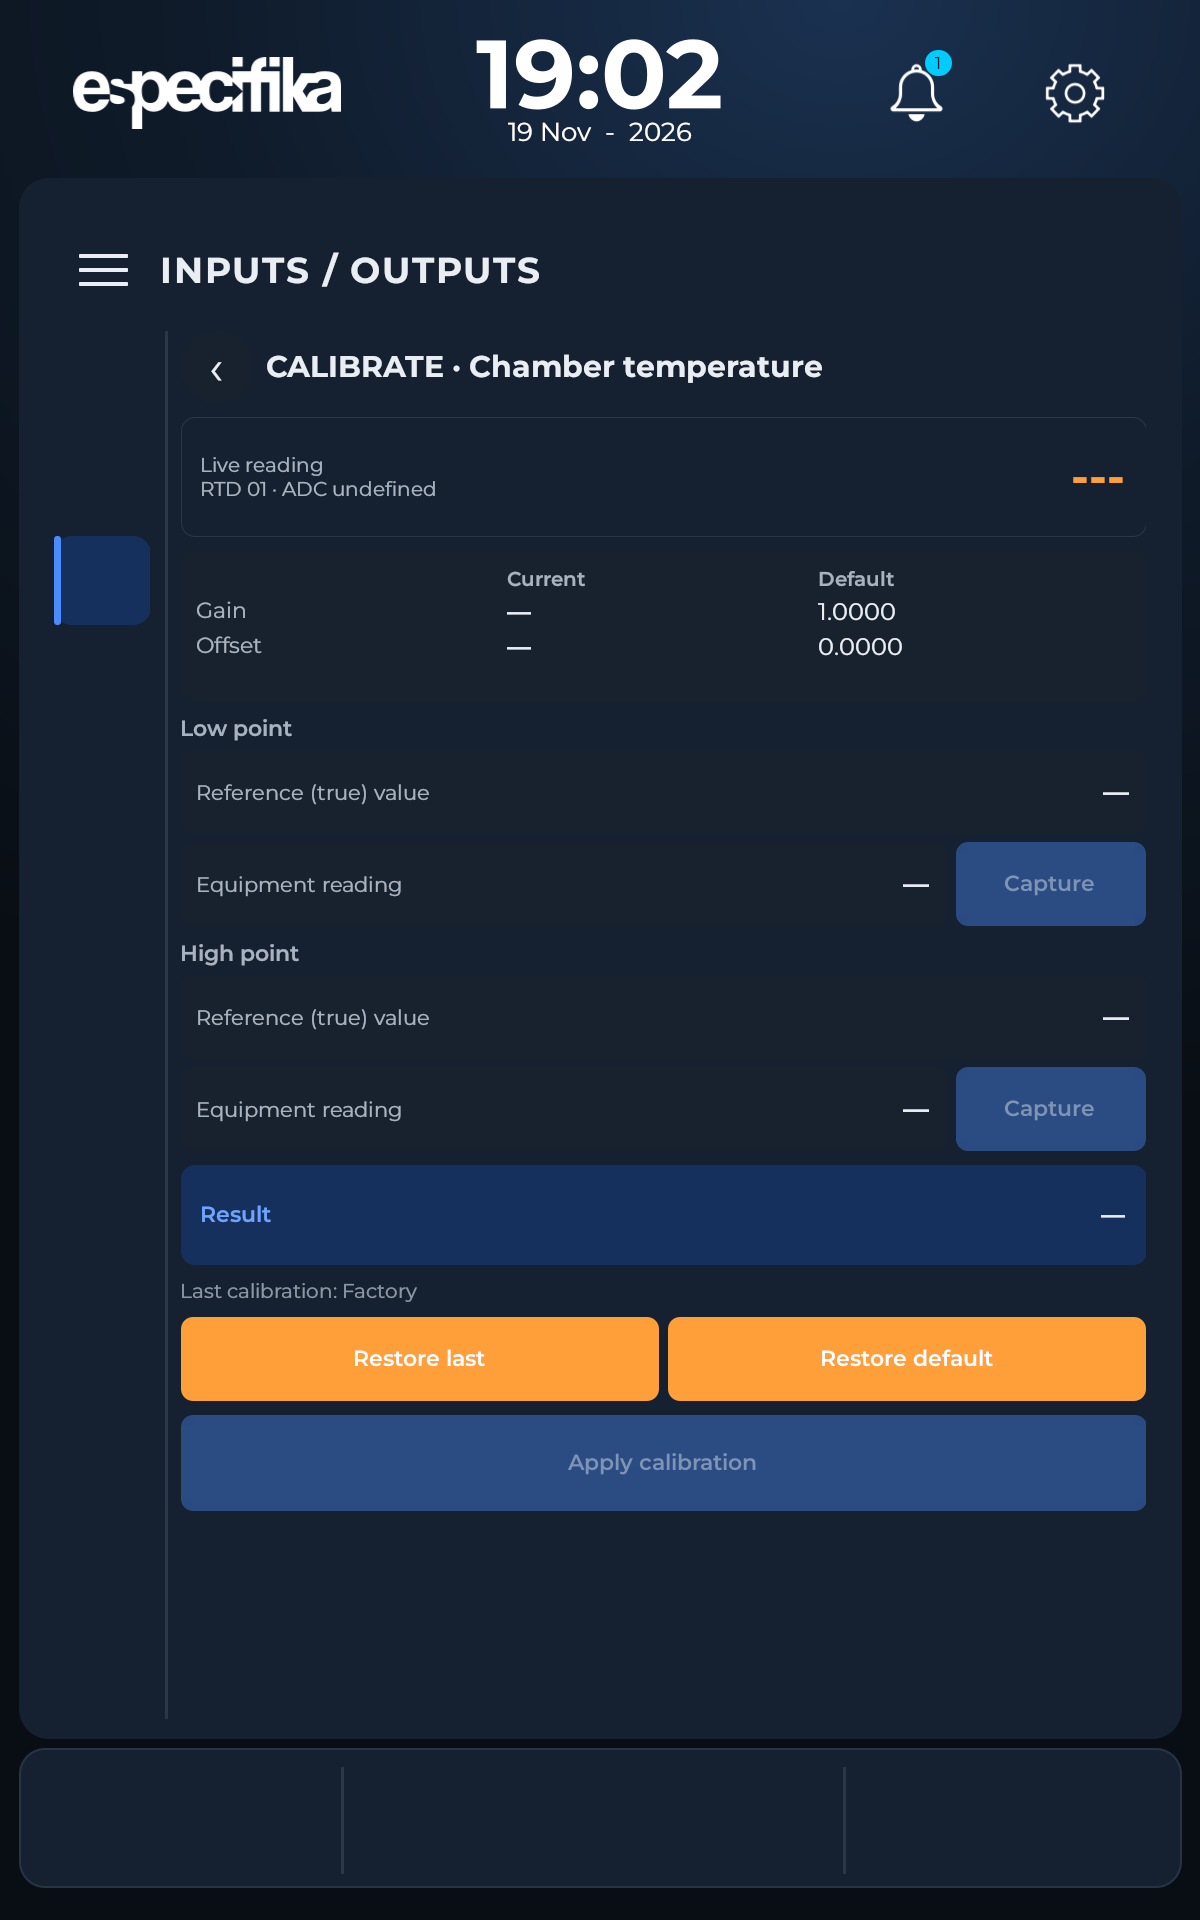 especifika
19:02
19 Nov - 2026
1
INPUTS / OUTPUTS
‹
CALIBRATE · Chamber temperature
Live reading
RTD 01 · ADC undefined
---
Current Default
Gain — 1.0000
Offset — 0.0000
Low point
Reference (true) value —
Equipment reading — Capture
High point
Reference (true) value —
Equipment reading — Capture
Result —
Last calibration: Factory
Restore last Restore default
Apply calibration